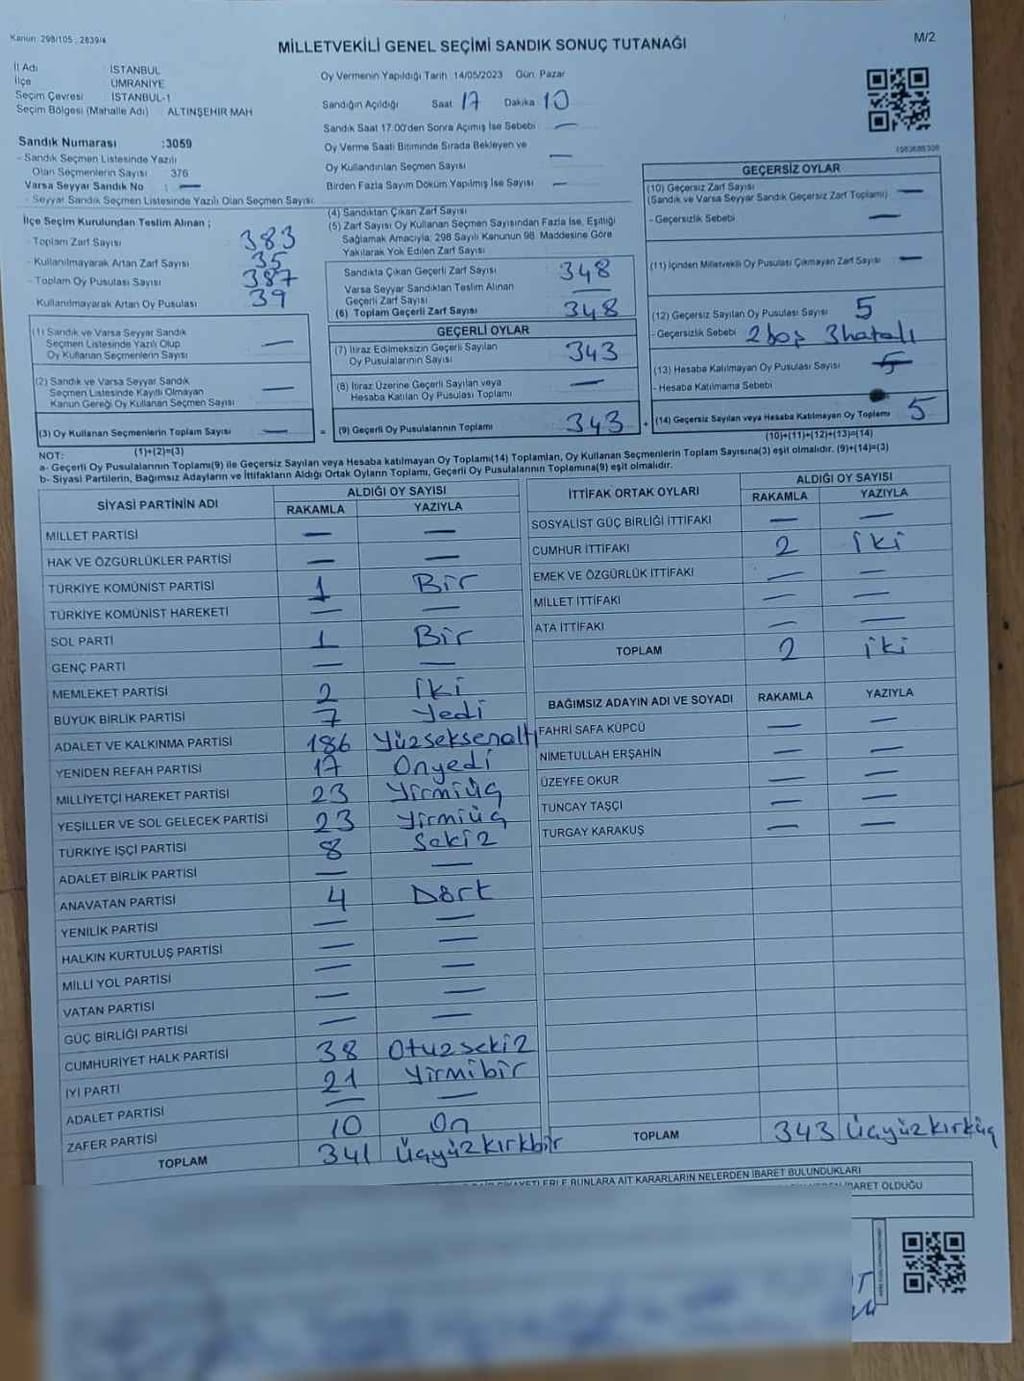 Kanun: 298/105 ; 2839/4
MİLLETVEKİLİ GENEL SEÇİMİ SANDIK SONUÇ TUTANAĞI
M/2
İl Adı İSTANBUL
İlçe ÜMRANİYE
Seçim Çevresi İSTANBUL-1
Seçim Bölgesi (Mahalle Adı) ALTINŞEHİR MAH
Sandık Numarası :3059
- Sandık Seçmen Listesinde Yazılı
Olan Seçmenlerin Sayısı 376
Varsa Seyyar Sandık No : —
- Seyyar Sandık Seçmen Listesinde Yazılı Olan Seçmen Sayısı:
Oy Vermenin Yapıldığı Tarih 14/05/2023 Gün Pazar
Sandığın Açıldığı Saat 17 Dakika 10
Sandık Saat 17.00'den Sonra Açımış İse Sebebi —
Oy Verme Saati Bitiminde Sırada Bekleyen ve
Oy Kullandırılan Seçmen Sayısı —
Birden Fazla Sayım Döküm Yapılmış İse Sayısı —
İlçe Seçim Kurulundan Teslim Alınan ;
- Toplam Zarf Sayısı 383
- Kullanılmayarak Artan Zarf Sayısı 35
- Toplam Oy Pusulası Sayısı 387
Kullanılmayarak Artan Oy Pusulası 39
(4) Sandıktan Çıkan Zarf Sayısı
(5) Zarf Sayısı Oy Kullanan Seçmen Sayısından Fazla İse, Eşitliği
Sağlamak Amacıyla; 298 Sayılı Kanunun 98. Maddesine Göre
Yakılarak Yok Edilen Zarf Sayısı
Sandıkta Çıkan Geçerli Zarf Sayısı 348
Varsa Seyyar Sandıktan Teslim Alınan
Geçerli Zarf Sayısı —
(6) Toplam Geçerli Zarf Sayısı 348
GEÇERSİZ OYLAR
(10) Geçersiz Zarf Sayısı —
(Sandık ve Varsa Seyyar Sandık Geçersiz Zarf Toplamı)
- Geçersizlik Sebebi —
(11) İçinden Milletvekili Oy Pusulası Çıkmayan Zarf Sayısı —
(12) Geçersiz Sayılan Oy Pusulası Sayısı 5
- Geçersizlik Sebebi 2 boş 3 hatalı
(13) Hesaba Katılmayan Oy Pusulası Sayısı 5
- Hesaba Katılmama Sebebi
(14) Geçersiz Sayılan veya Hesaba Katılmayan Oy Toplamı 5
(10)+(11)+(12)+(13)=(14)
(1) Sandık ve Varsa Seyyar Sandık
Seçmen Listesinde Yazılı Olup
Oy Kullanan Seçmenlerin Sayısı —
(2) Sandık ve Varsa Seyyar Sandık
Seçmen Listesinde Kayıtlı Olmayan
Kanun Gereği Oy Kullanan Seçmen Sayısı —
(3) Oy Kullanan Seçmenlerin Toplam Sayısı —
(1)+(2)=(3)
GEÇERLİ OYLAR
(7) İtiraz Edilmeksizin Geçerli Sayılan
Oy Pusulalarının Sayısı 343
(8) İtiraz Üzerine Geçerli Sayılan veya
Hesaba Katılan Oy Pusulası Toplamı —
= (9) Geçerli Oy Pusulalarının Toplamı 343 +
NOT:
a- Geçerli Oy Pusulalarının Toplamı(9) ile Geçersiz Sayılan veya Hesaba Katılmayan Oy Toplamı(14) Toplamları, Oy Kullanan Seçmenlerin Toplam Sayısına(3) eşit olmalıdır. (9)+(14)=(3)
b- Siyasi Partilerin, Bağımsız Adayların ve İttifakların Aldığı Ortak Oyların Toplamı, Geçerli Oy Pusulalarının Toplamına(9) eşit olmalıdır.
SİYASİ PARTİNİN ADI ALDIĞI OY SAYISI
RAKAMLA YAZIYLA
MİLLET PARTİSİ — —
HAK VE ÖZGÜRLÜKLER PARTİSİ — —
TÜRKİYE KOMÜNİST PARTİSİ 1 Bir
TÜRKİYE KOMÜNİST HAREKETİ — —
SOL PARTİ 1 Bir
GENÇ PARTİ — —
MEMLEKET PARTİSİ 2 iki
BÜYÜK BİRLİK PARTİSİ 7 Yedi
ADALET VE KALKINMA PARTİSİ 186 Yüzseksenaltı
YENİDEN REFAH PARTİSİ 17 Onyedi
MİLLİYETÇİ HAREKET PARTİSİ 23 Yirmiüç
YEŞİLLER VE SOL GELECEK PARTİSİ 23 Yirmiüç
TÜRKİYE İŞÇİ PARTİSİ 8 Sekiz
ADALET BİRLİK PARTİSİ — —
ANAVATAN PARTİSİ 4 Dört
YENİLİK PARTİSİ — —
HALKIN KURTULUŞ PARTİSİ — —
MİLLİ YOL PARTİSİ — —
VATAN PARTİSİ — —
GÜÇ BİRLİĞİ PARTİSİ — —
CUMHURİYET HALK PARTİSİ 38 Otuzsekiz
İYİ PARTİ 21 Yirmibir
ADALET PARTİSİ — —
ZAFER PARTİSİ 10 On
TOPLAM 341 Üçyüzkırkbir
İTTİFAK ORTAK OYLARI ALDIĞI OY SAYISI
RAKAMLA YAZIYLA
SOSYALİST GÜÇ BİRLİĞİ İTTİFAKI — —
CUMHUR İTTİFAKI 2 iki
EMEK VE ÖZGÜRLÜK İTTİFAKI — —
MİLLET İTTİFAKI — —
ATA İTTİFAKI — —
TOPLAM 2 iki
BAĞIMSIZ ADAYIN ADI VE SOYADI RAKAMLA YAZIYLA
FAHRİ SAFA KÜPCÜ — —
NİMETULLAH ERŞAHİN — —
ÜZEYFE OKUR — —
TUNCAY TAŞÇI — —
TURGAY KARAKUŞ — —
TOPLAM 343 Üçyüzkırküç
BUNLARA AİT KARARLARIN NELERDEN İBARET BULUNDUKLARI
İBARET OLDUĞU